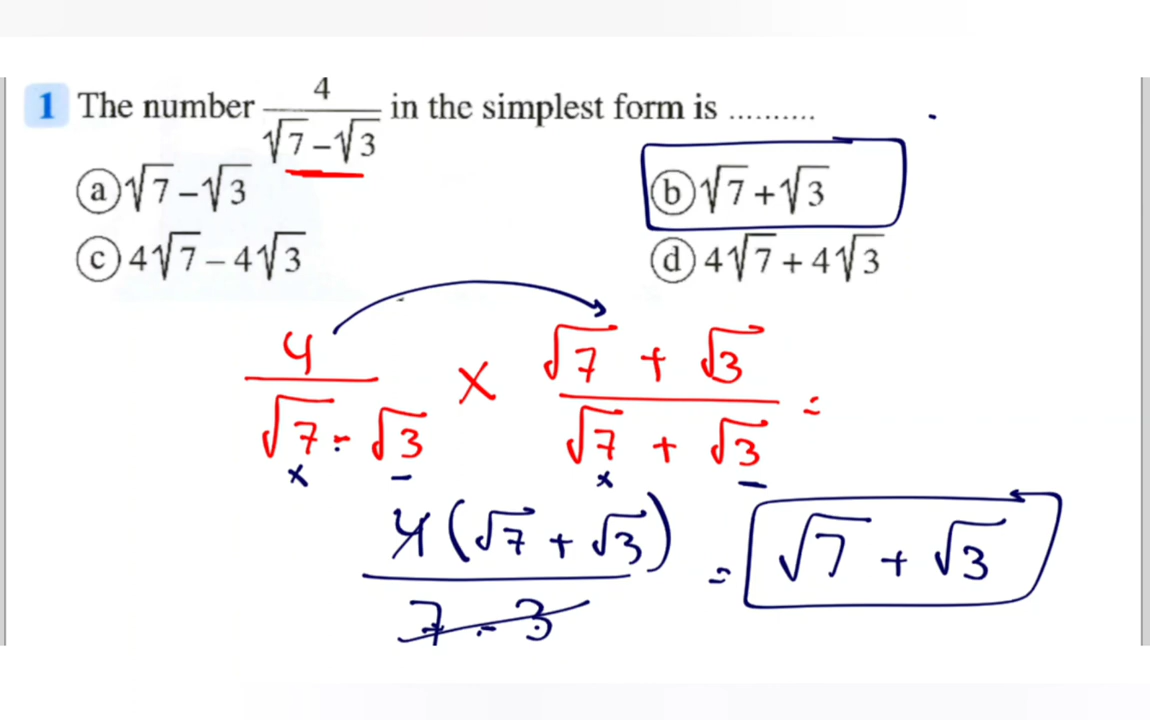 1 The number 4/(√7 – √3) in the simplest form is ..........
ⓐ √7 – √3
ⓑ √7 + √3
ⓒ 4√7 – 4√3
ⓓ 4√7 + 4√3
4/(√7 - √3) × (√7 + √3)/(√7 + √3) =
4(√7 + √3)/(7 - 3) = √7 + √3